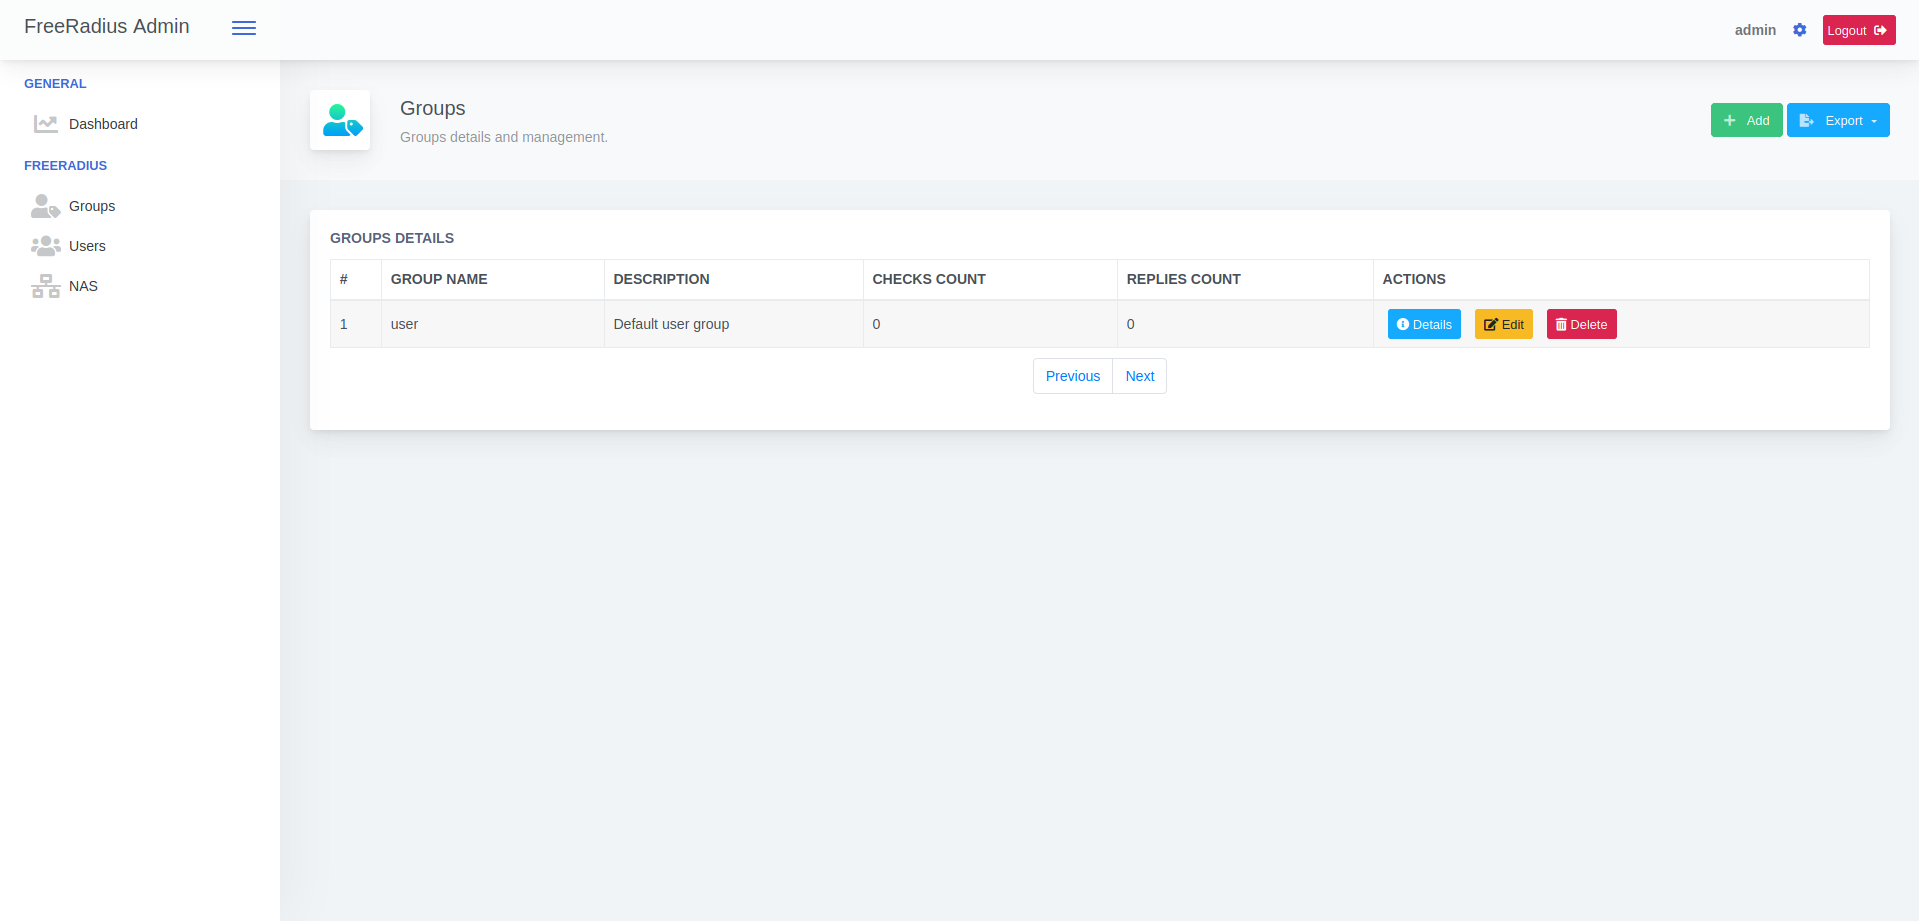 FreeRadius Admin
admin
Logout
GENERAL
Dashboard
FREERADIUS
Groups
Users
NAS
Groups
Groups details and management.
Add
Export
GROUPS DETAILS
# GROUP NAME DESCRIPTION CHECKS COUNT REPLIES COUNT ACTIONS
1 user Default user group 0 0 Details Edit Delete
Previous Next